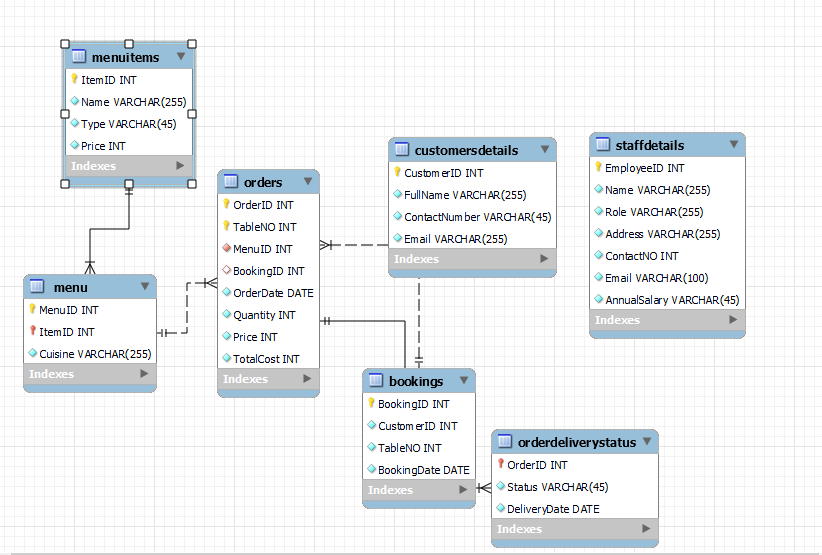 menuitems
ItemID INT
Name VARCHAR(255)
Type VARCHAR(45)
Price INT
Indexes
menu
MenuID INT
ItemID INT
Cuisine VARCHAR(255)
Indexes
orders
OrderID INT
TableNO INT
MenuID INT
BookingID INT
OrderDate DATE
Quantity INT
Price INT
TotalCost INT
Indexes
customersdetails
CustomerID INT
FullName VARCHAR(255)
ContactNumber VARCHAR(45)
Email VARCHAR(255)
Indexes
bookings
BookingID INT
CustomerID INT
TableNO INT
BookingDate DATE
Indexes
staffdetails
EmployeeID INT
Name VARCHAR(255)
Role VARCHAR(255)
Address VARCHAR(255)
ContactNO INT
Email VARCHAR(100)
AnnualSalary VARCHAR(45)
Indexes
orderdeliverystatus
OrderID INT
Status VARCHAR(45)
DeliveryDate DATE
Indexes